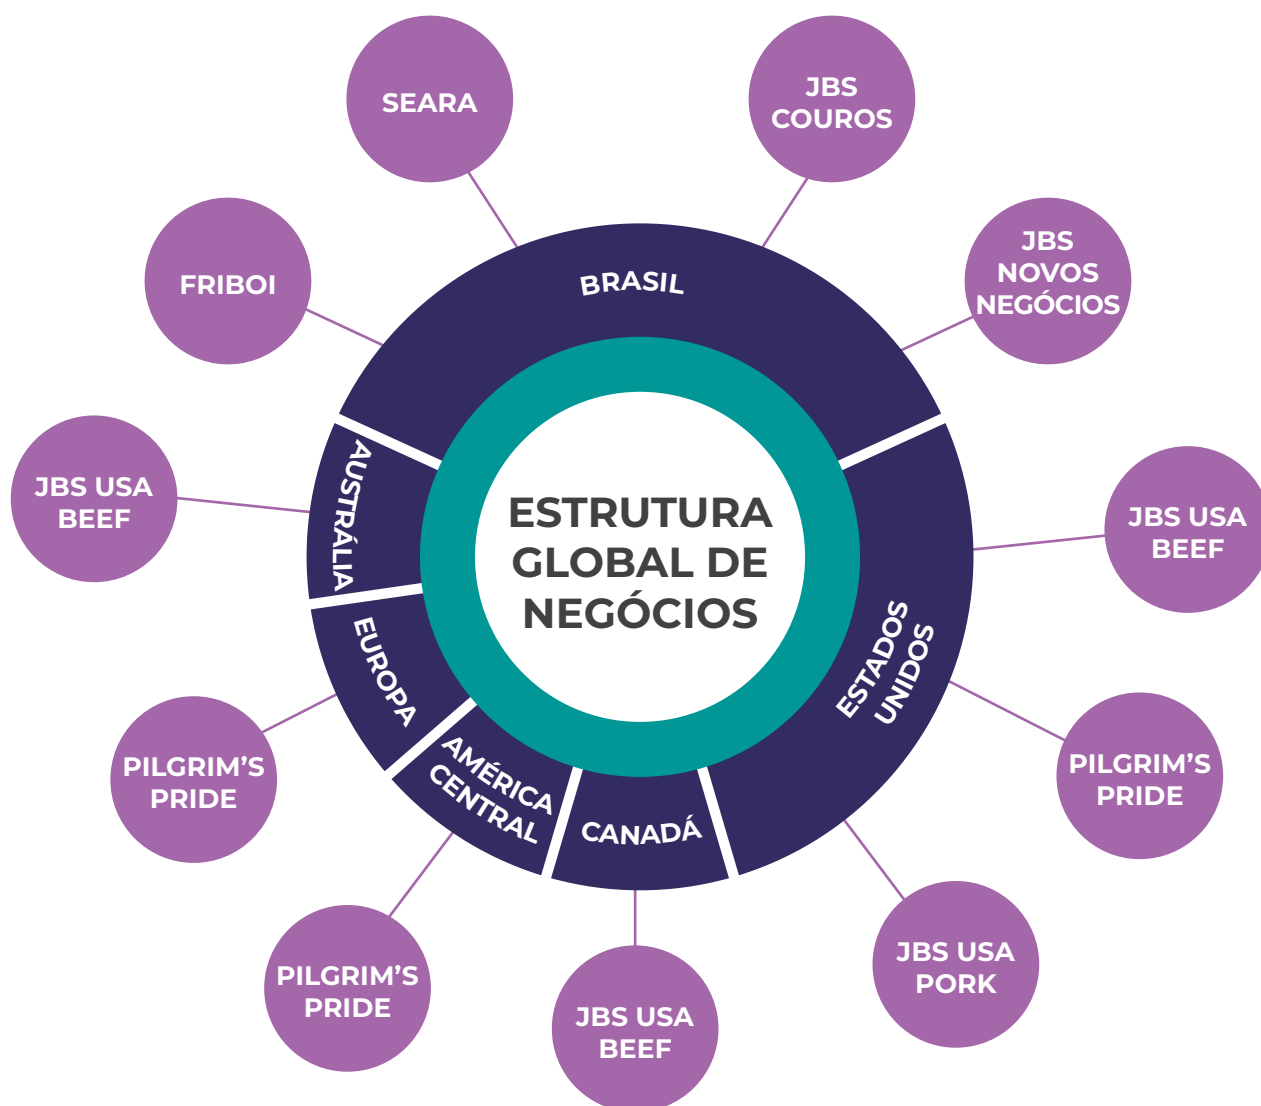 SEARA
JBS
COUROS
FRIBOI
JBS
NOVOS
NEGÓCIOS
BRASIL
JBS USA
BEEF
AUSTRÁLIA
ESTRUTURA
GLOBAL DE
NEGÓCIOS
JBS USA
BEEF
EUROPA
ESTADOS
UNIDOS
PILGRIM’S
PRIDE
AMÉRICA
CENTRAL
CANADÁ
PILGRIM’S
PRIDE
PILGRIM’S
PRIDE
JBS USA
BEEF
JBS USA
PORK